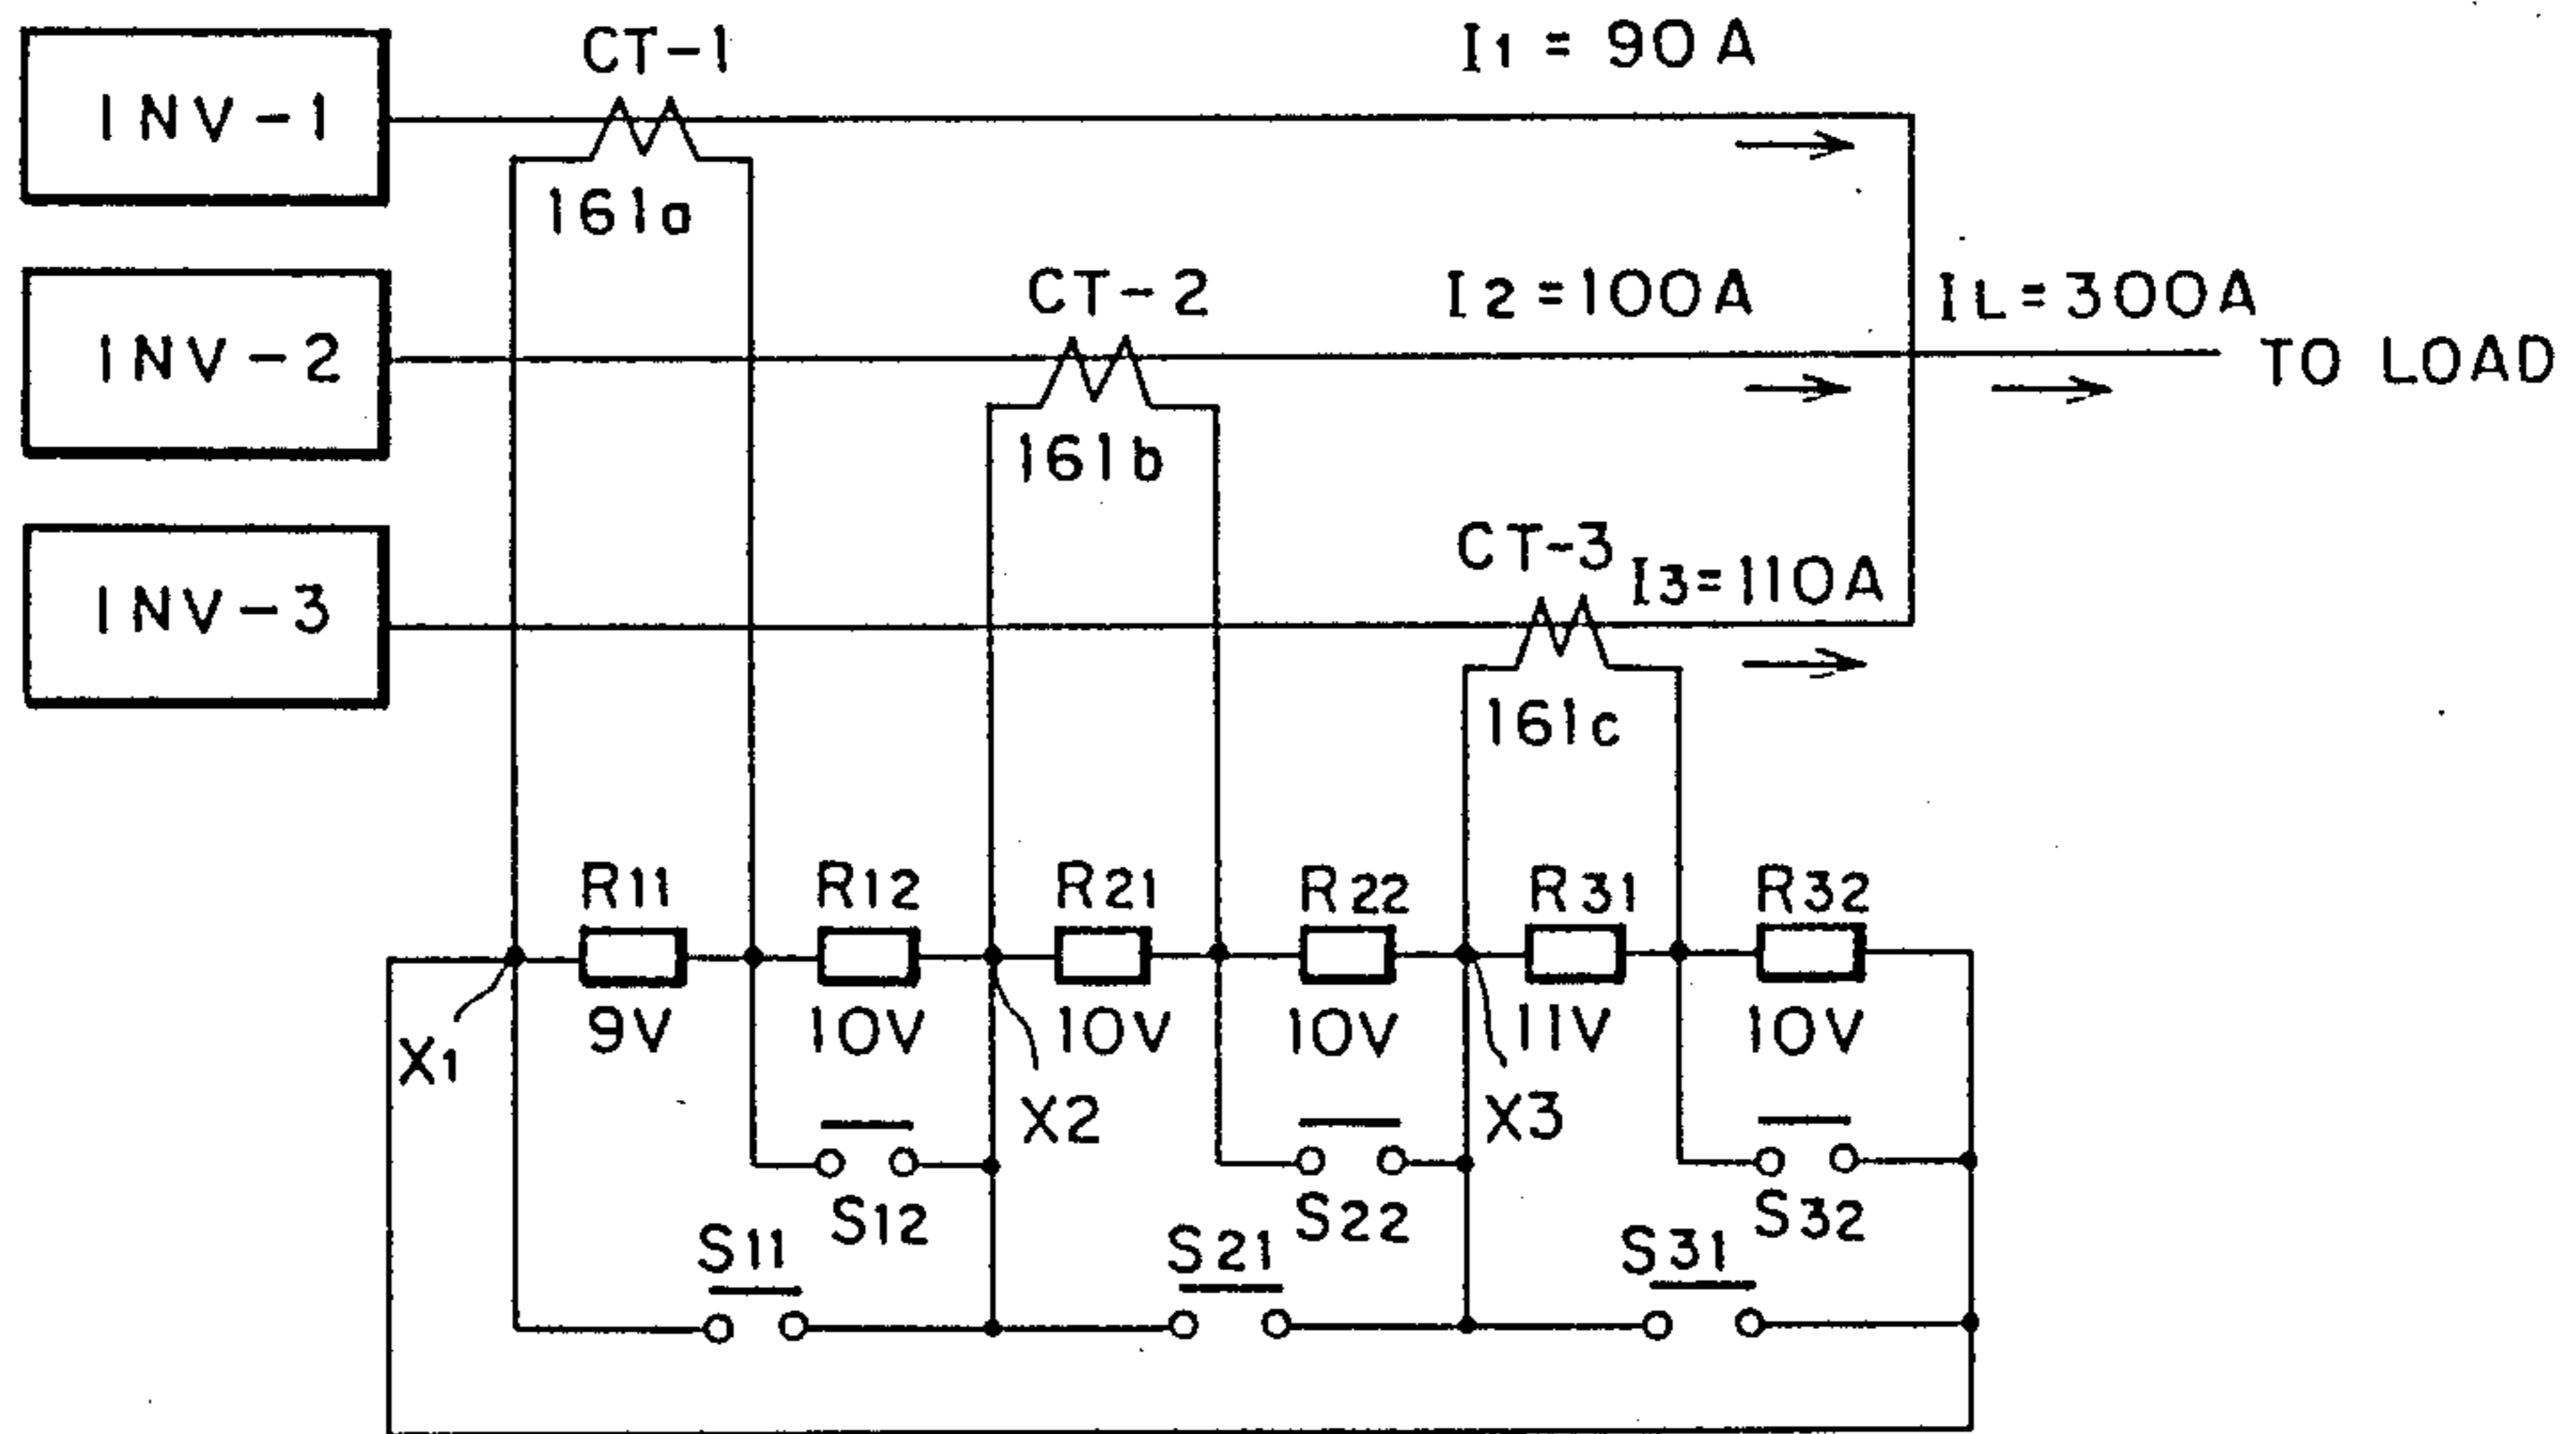 CT-1
I1 = 90 A
INV-1
161a
CT-2
I2 = 100A
IL = 300A
INV-2
TO LOAD
161b
CT-3
I3 = 110A
INV-3
161c
R11
R12
R21
R22
R31
R32
9V
10V
10V
10V
11V
10V
X1
X2
X3
S12
S22
S32
S11
S21
S31